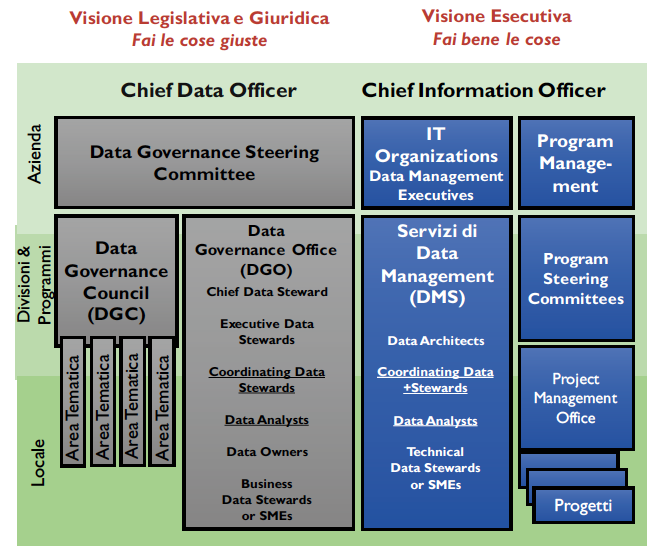 Visione Legislativa e Giuridica
Fai le cose giuste
Visione Esecutiva
Fai bene le cose
Chief Data Officer
Chief Information Officer
Azienda
Data Governance Steering
Committee
IT
Organizations
Data Management
Executives
Program
Manage-
ment
Divisioni &
Programmi
Data
Governance
Council
(DGC)
Area Tematica
Area Tematica
Area Tematica
Area Tematica
Data
Governance Office
(DGO)
Chief Data Steward
Executive Data
Stewards
Coordinating Data
Stewards
Data Analysts
Data Owners
Business
Data Stewards
or SMEs
Servizi di
Data
Management
(DMS)
Data Architects
Coordinating Data
+Stewards
Data Analysts
Technical
Data Stewards
or SMEs
Program
Steering
Committees
Project
Management
Office
Progetti
Locale